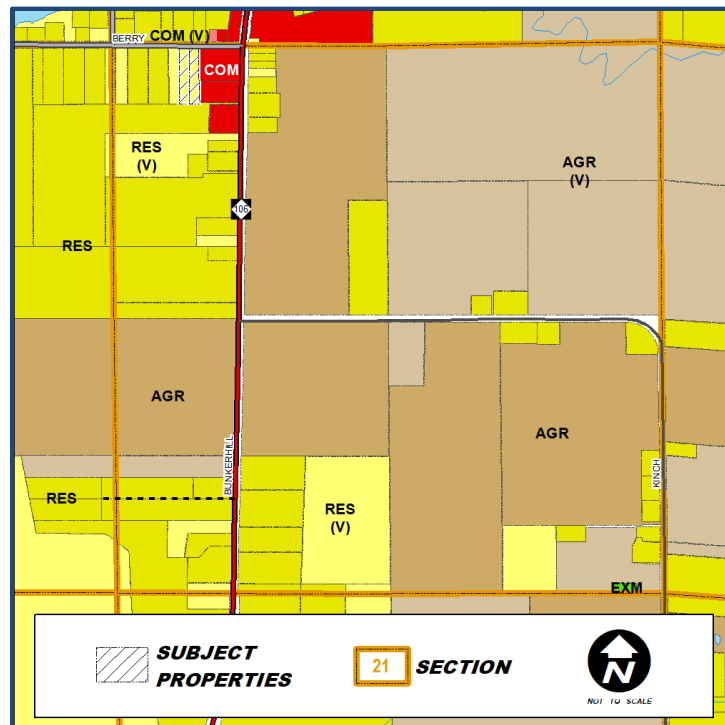 BERRY
COM (V)
COM
RES
(V)
AGR
(V)
106
RES
AGR
AGR
BUNKERHILL
KINCH
RES
RES
(V)
EXM
SUBJECT
PROPERTIES
21
SECTION
N
NOT TO SCALE